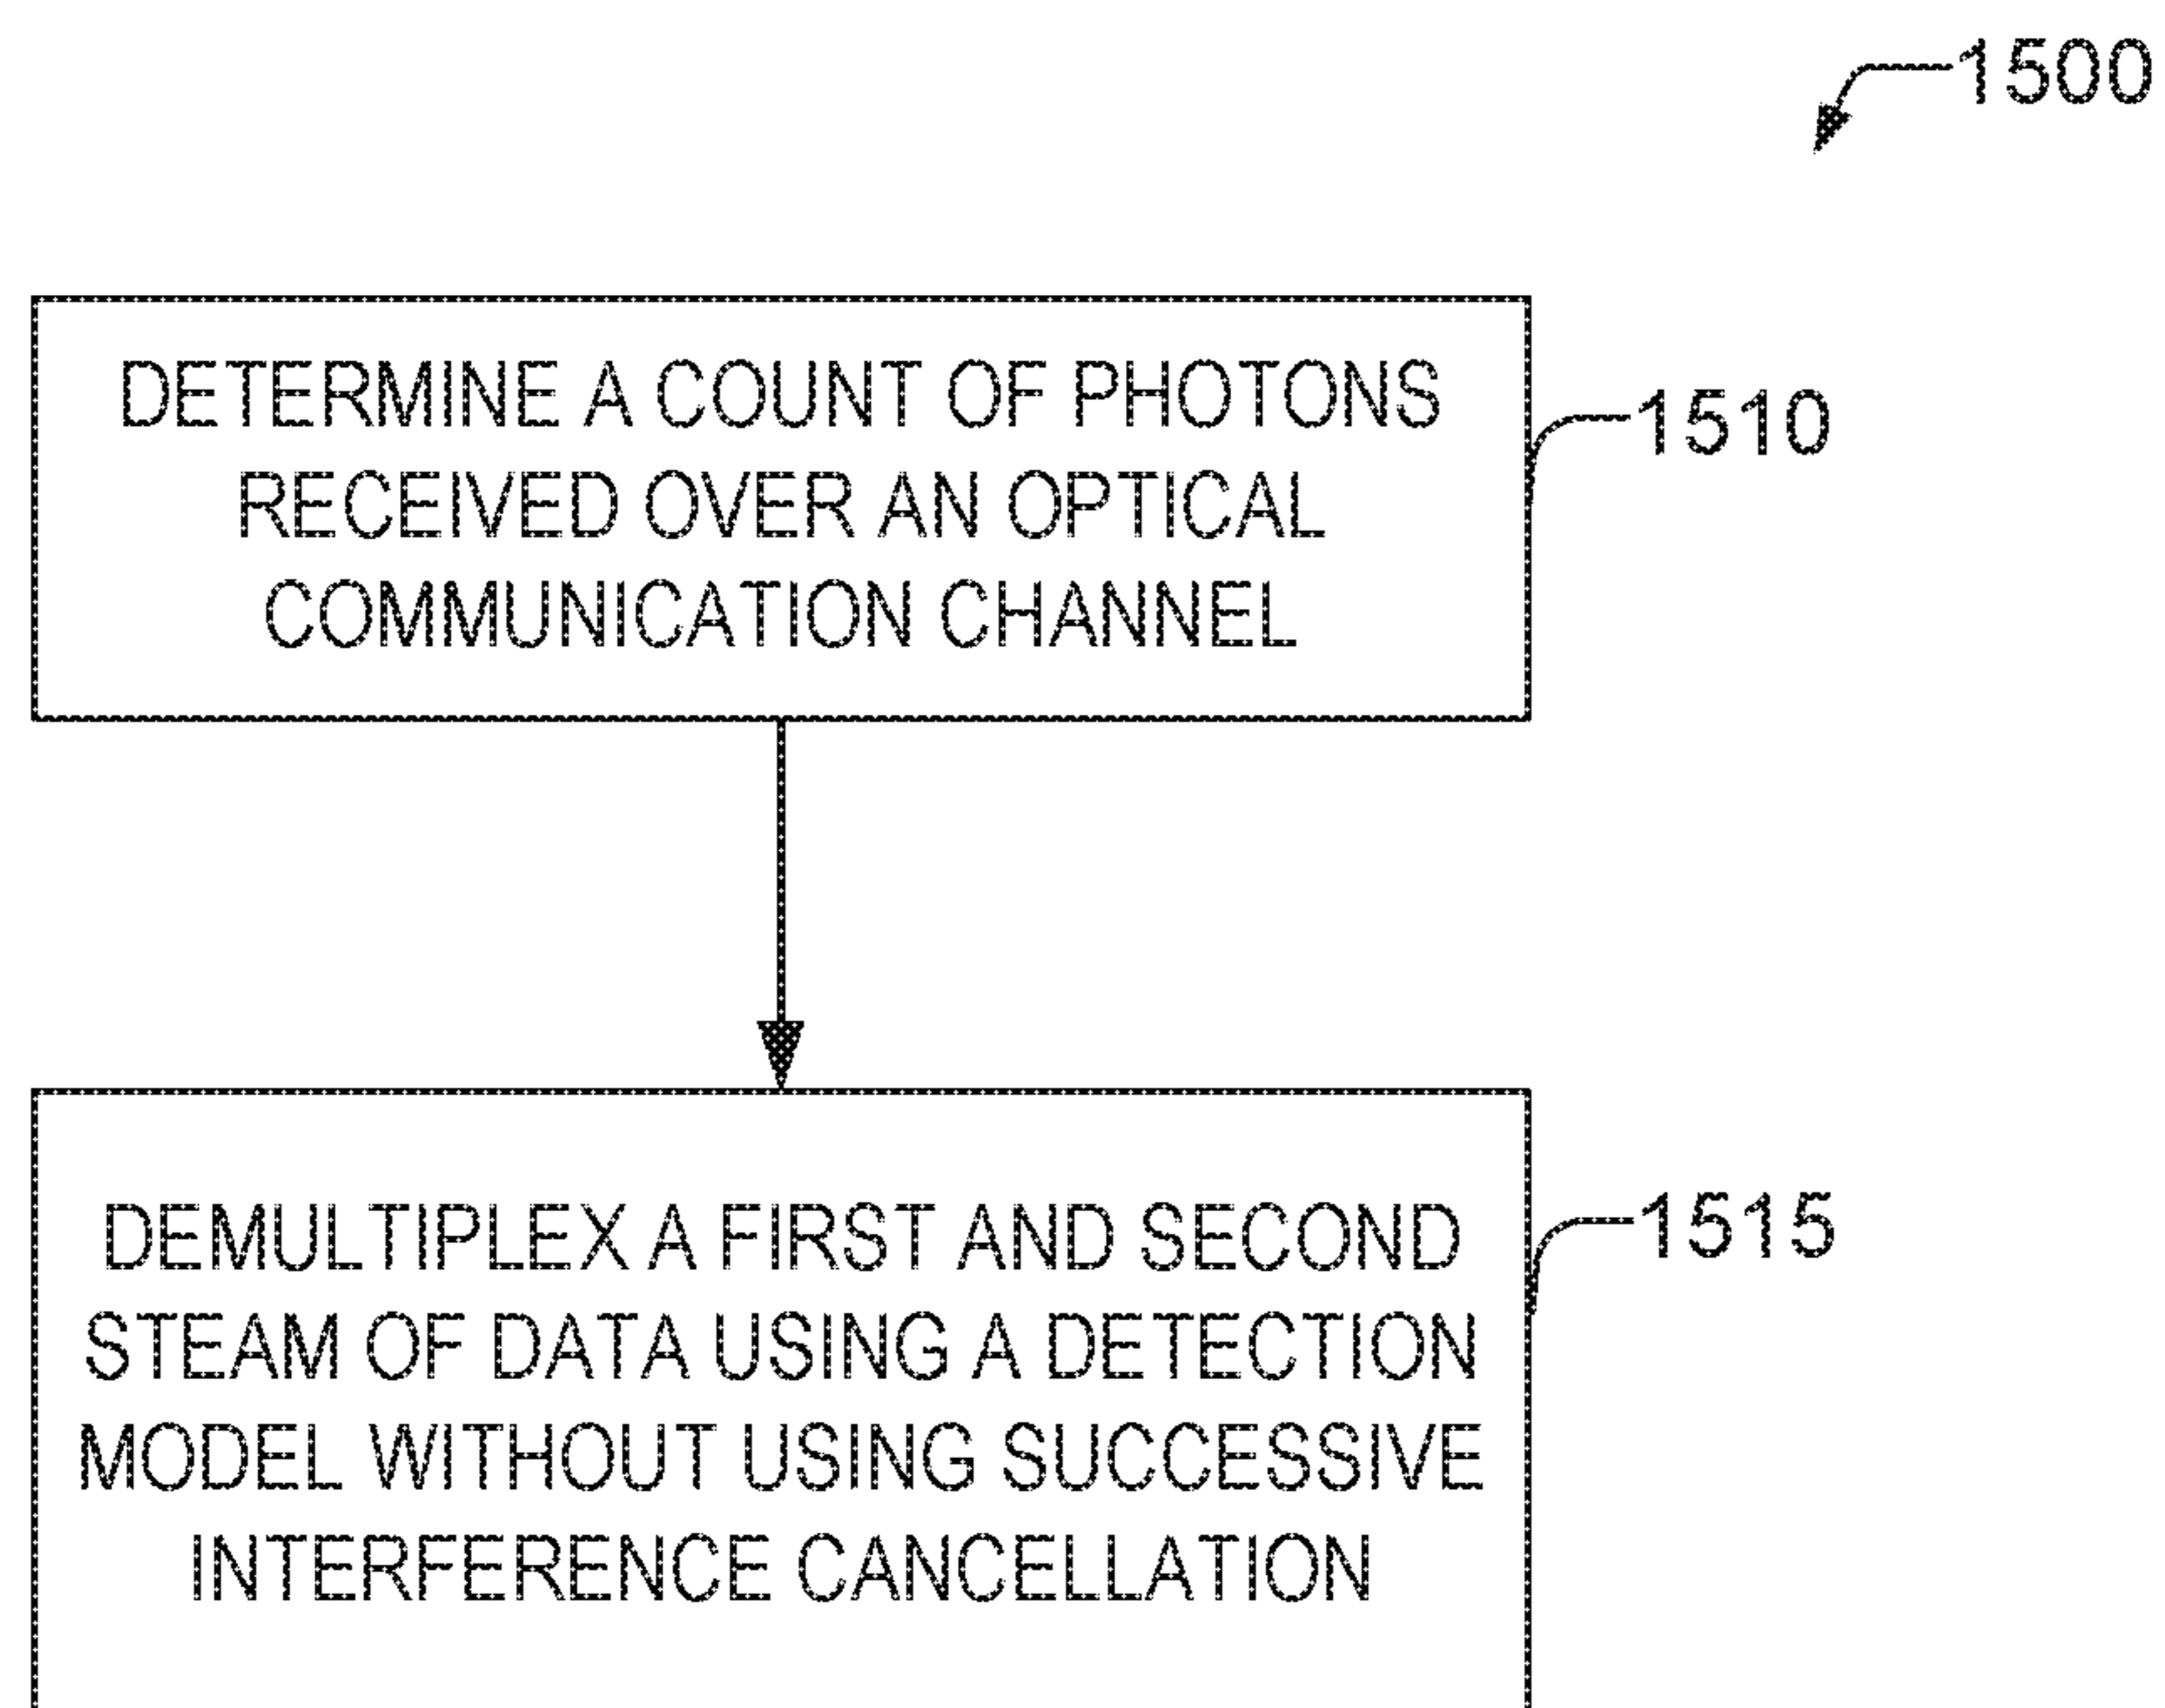 1500
DETERMINE A COUNT OF PHOTONS
RECEIVED OVER AN OPTICAL
COMMUNICATION CHANNEL
1510
DEMULTIPLEX A FIRST AND SECOND
STEAM OF DATA USING A DETECTION
MODEL WITHOUT USING SUCCESSIVE
INTERFERENCE CANCELLATION
1515